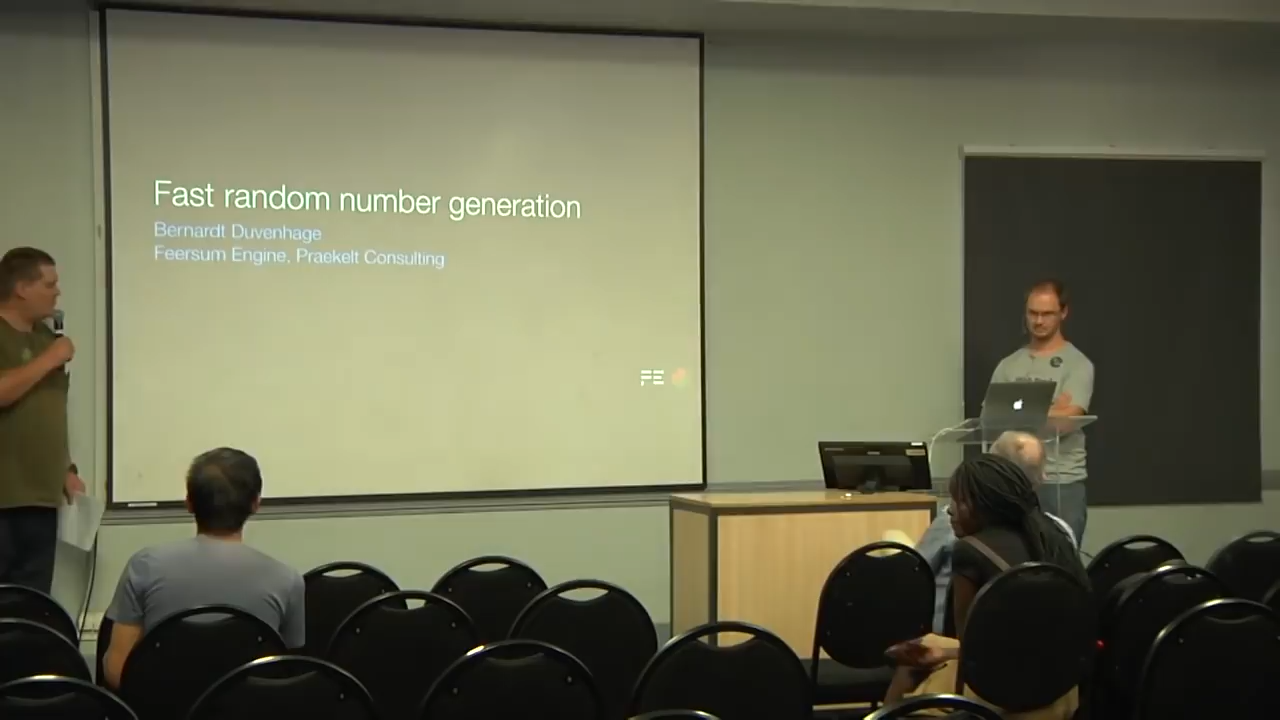 Fast random number generation
Bernardt Duvenhage
Feersum Engine, Praekelt Consulting
FE